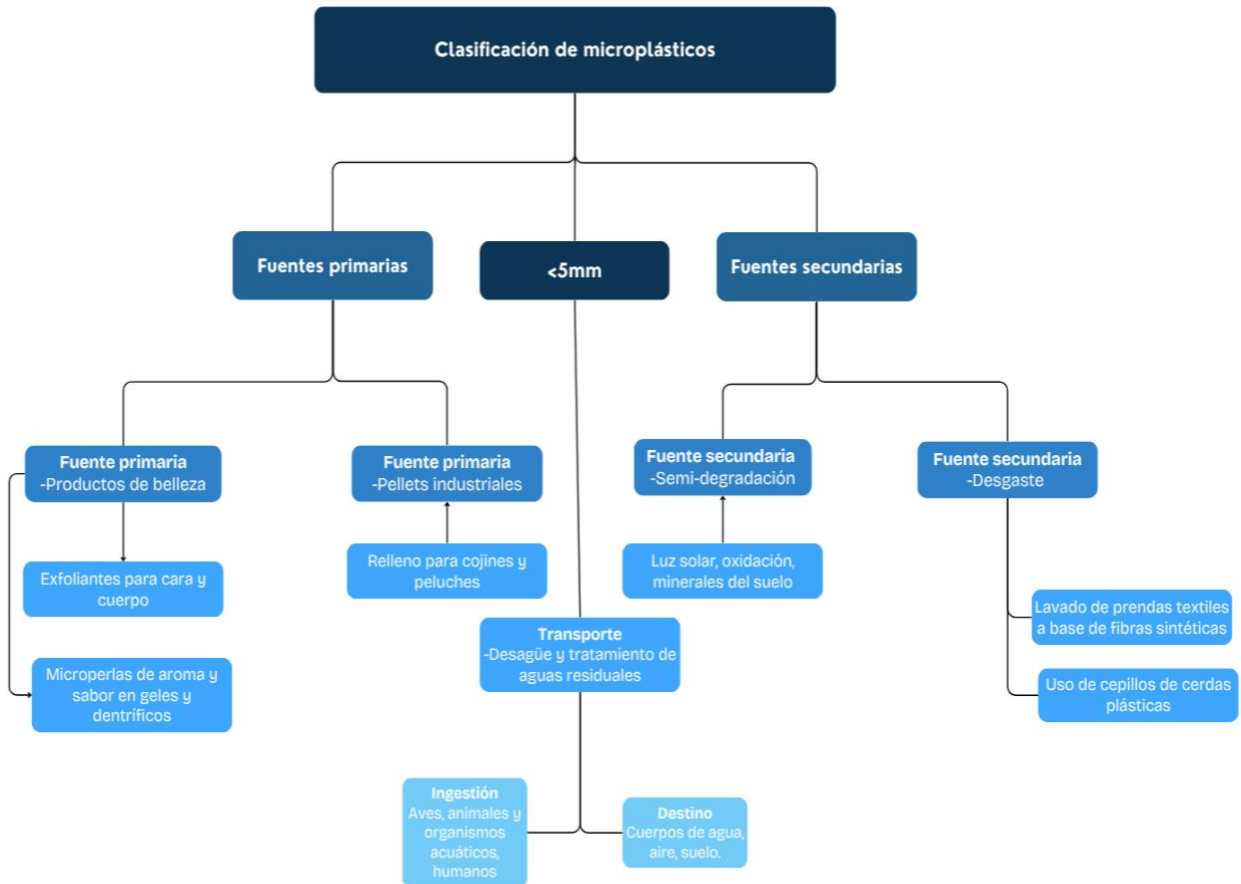 Clasificación de microplásticos
Fuentes primarias
<5mm
Fuentes secundarias
Fuente primaria
-Productos de belleza
Fuente primaria
-Pellets industriales
Fuente secundaria
-Semi-degradación
Fuente secundaria
-Desgaste
Exfoliantes para cara y
cuerpo
Relleno para cojines y
peluches
Luz solar, oxidación,
minerales del suelo
Lavado de prendas textiles
a base de fibras sintéticas
Transporte
-Desagüe y tratamiento de
aguas residuales
Microperlas de aroma y
sabor en geles y
dentríficos
Uso de cepillos de cerdas
plásticas
Ingestión
Aves, animales y
organismos
acuáticos,
humanos
Destino
Cuerpos de agua,
aire, suelo.